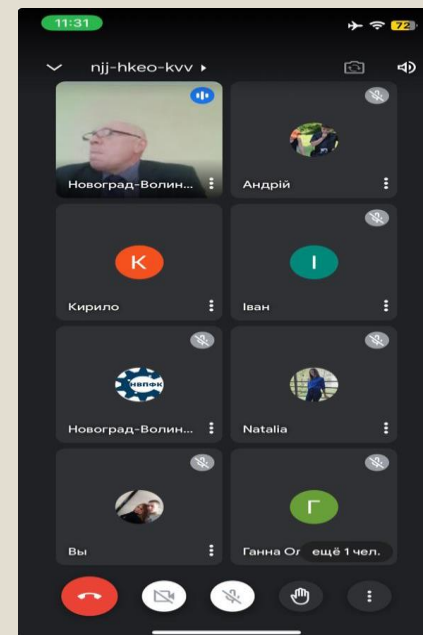 11:31
72
njj-hkeo-kvv
Новоград-Волин...
Андрій
К
Кирило
І
Іван
НВПФК
Новоград-Волин...
Natalia
Вы
Г
Ганна Ог
ещё 1 чел.